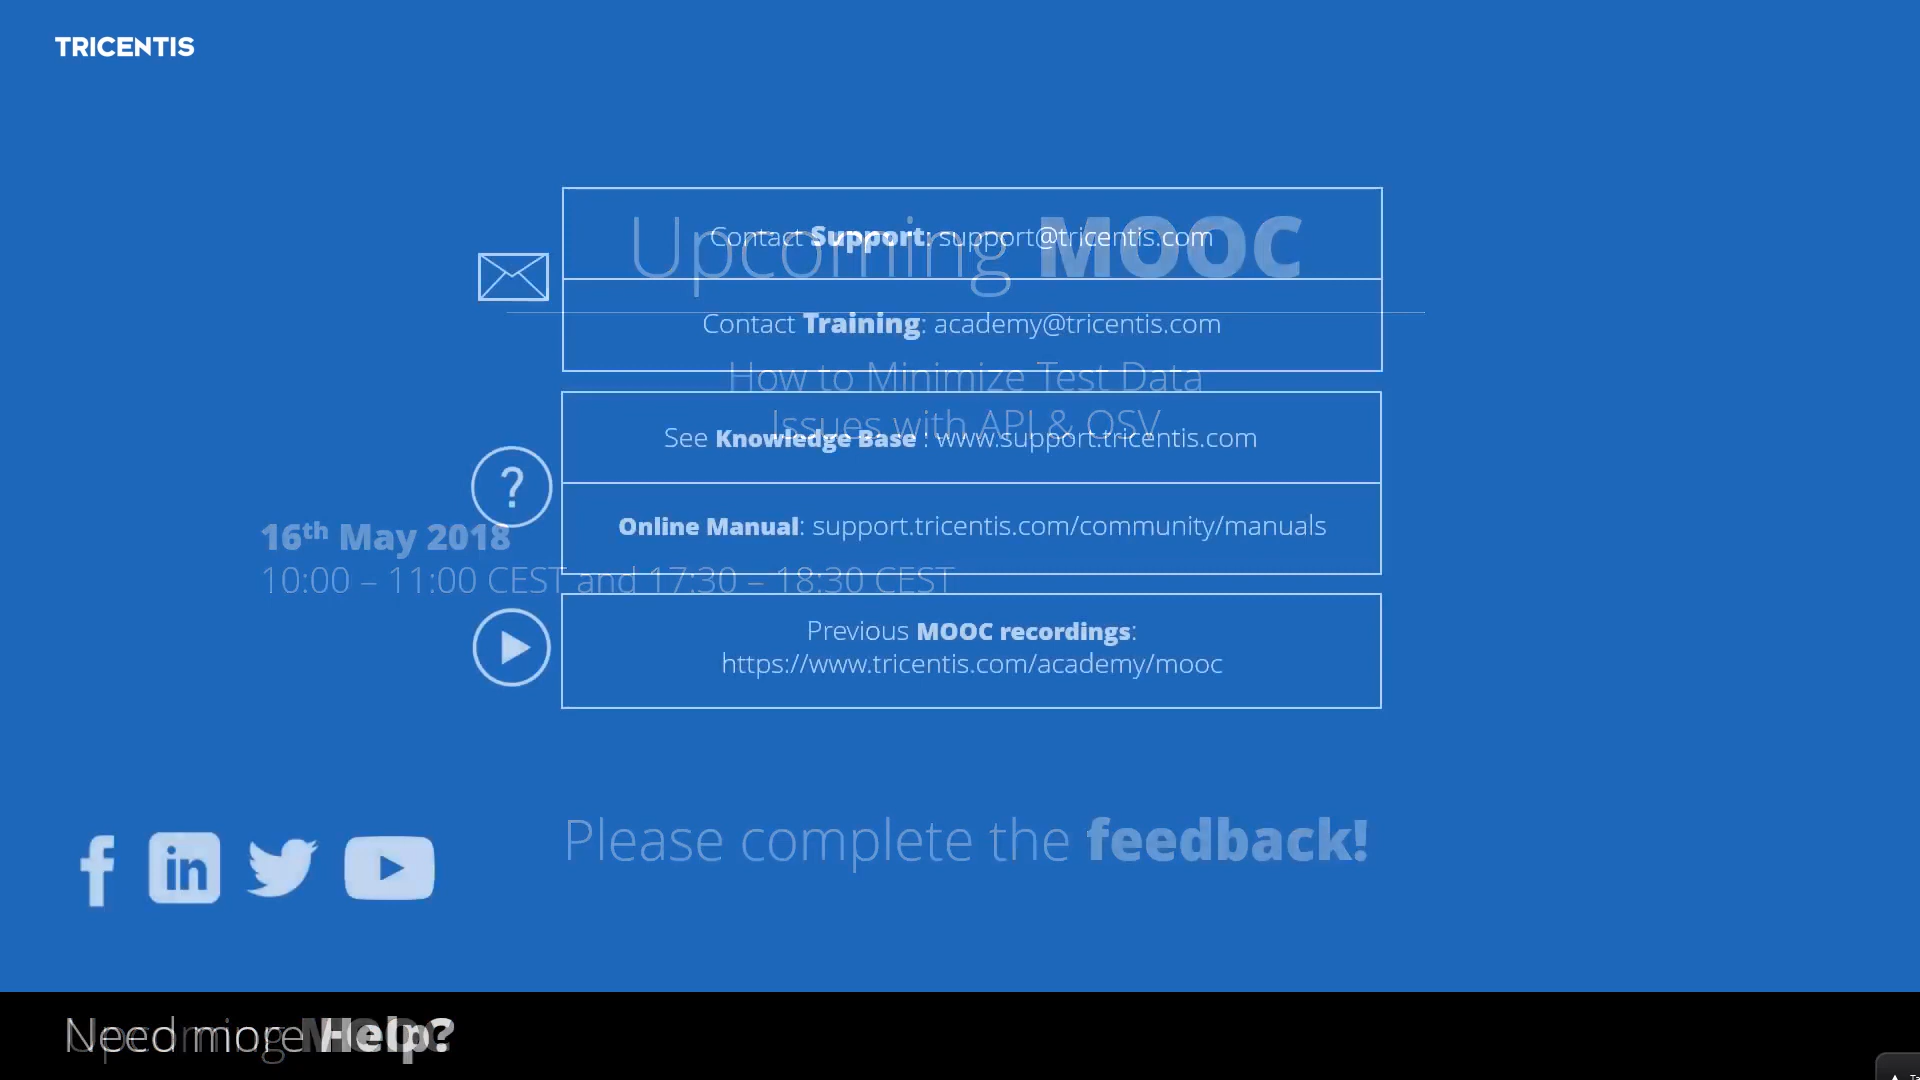 TRICENTIS
Upcoming MOOC
Contact Support: support@tricentis.com
Contact Training: academy@tricentis.com
How to Minimize Test Data
Issues with API & OSV
See Knowledge Base : www.support.tricentis.com
Online Manual: support.tricentis.com/community/manuals
16th May 2018
10:00 – 11:00 CEST and 17:30 – 18:30 CEST
Previous MOOC recordings:
https://www.tricentis.com/academy/mooc
Please complete the feedback!
Need more Help?
Upcoming MOOC